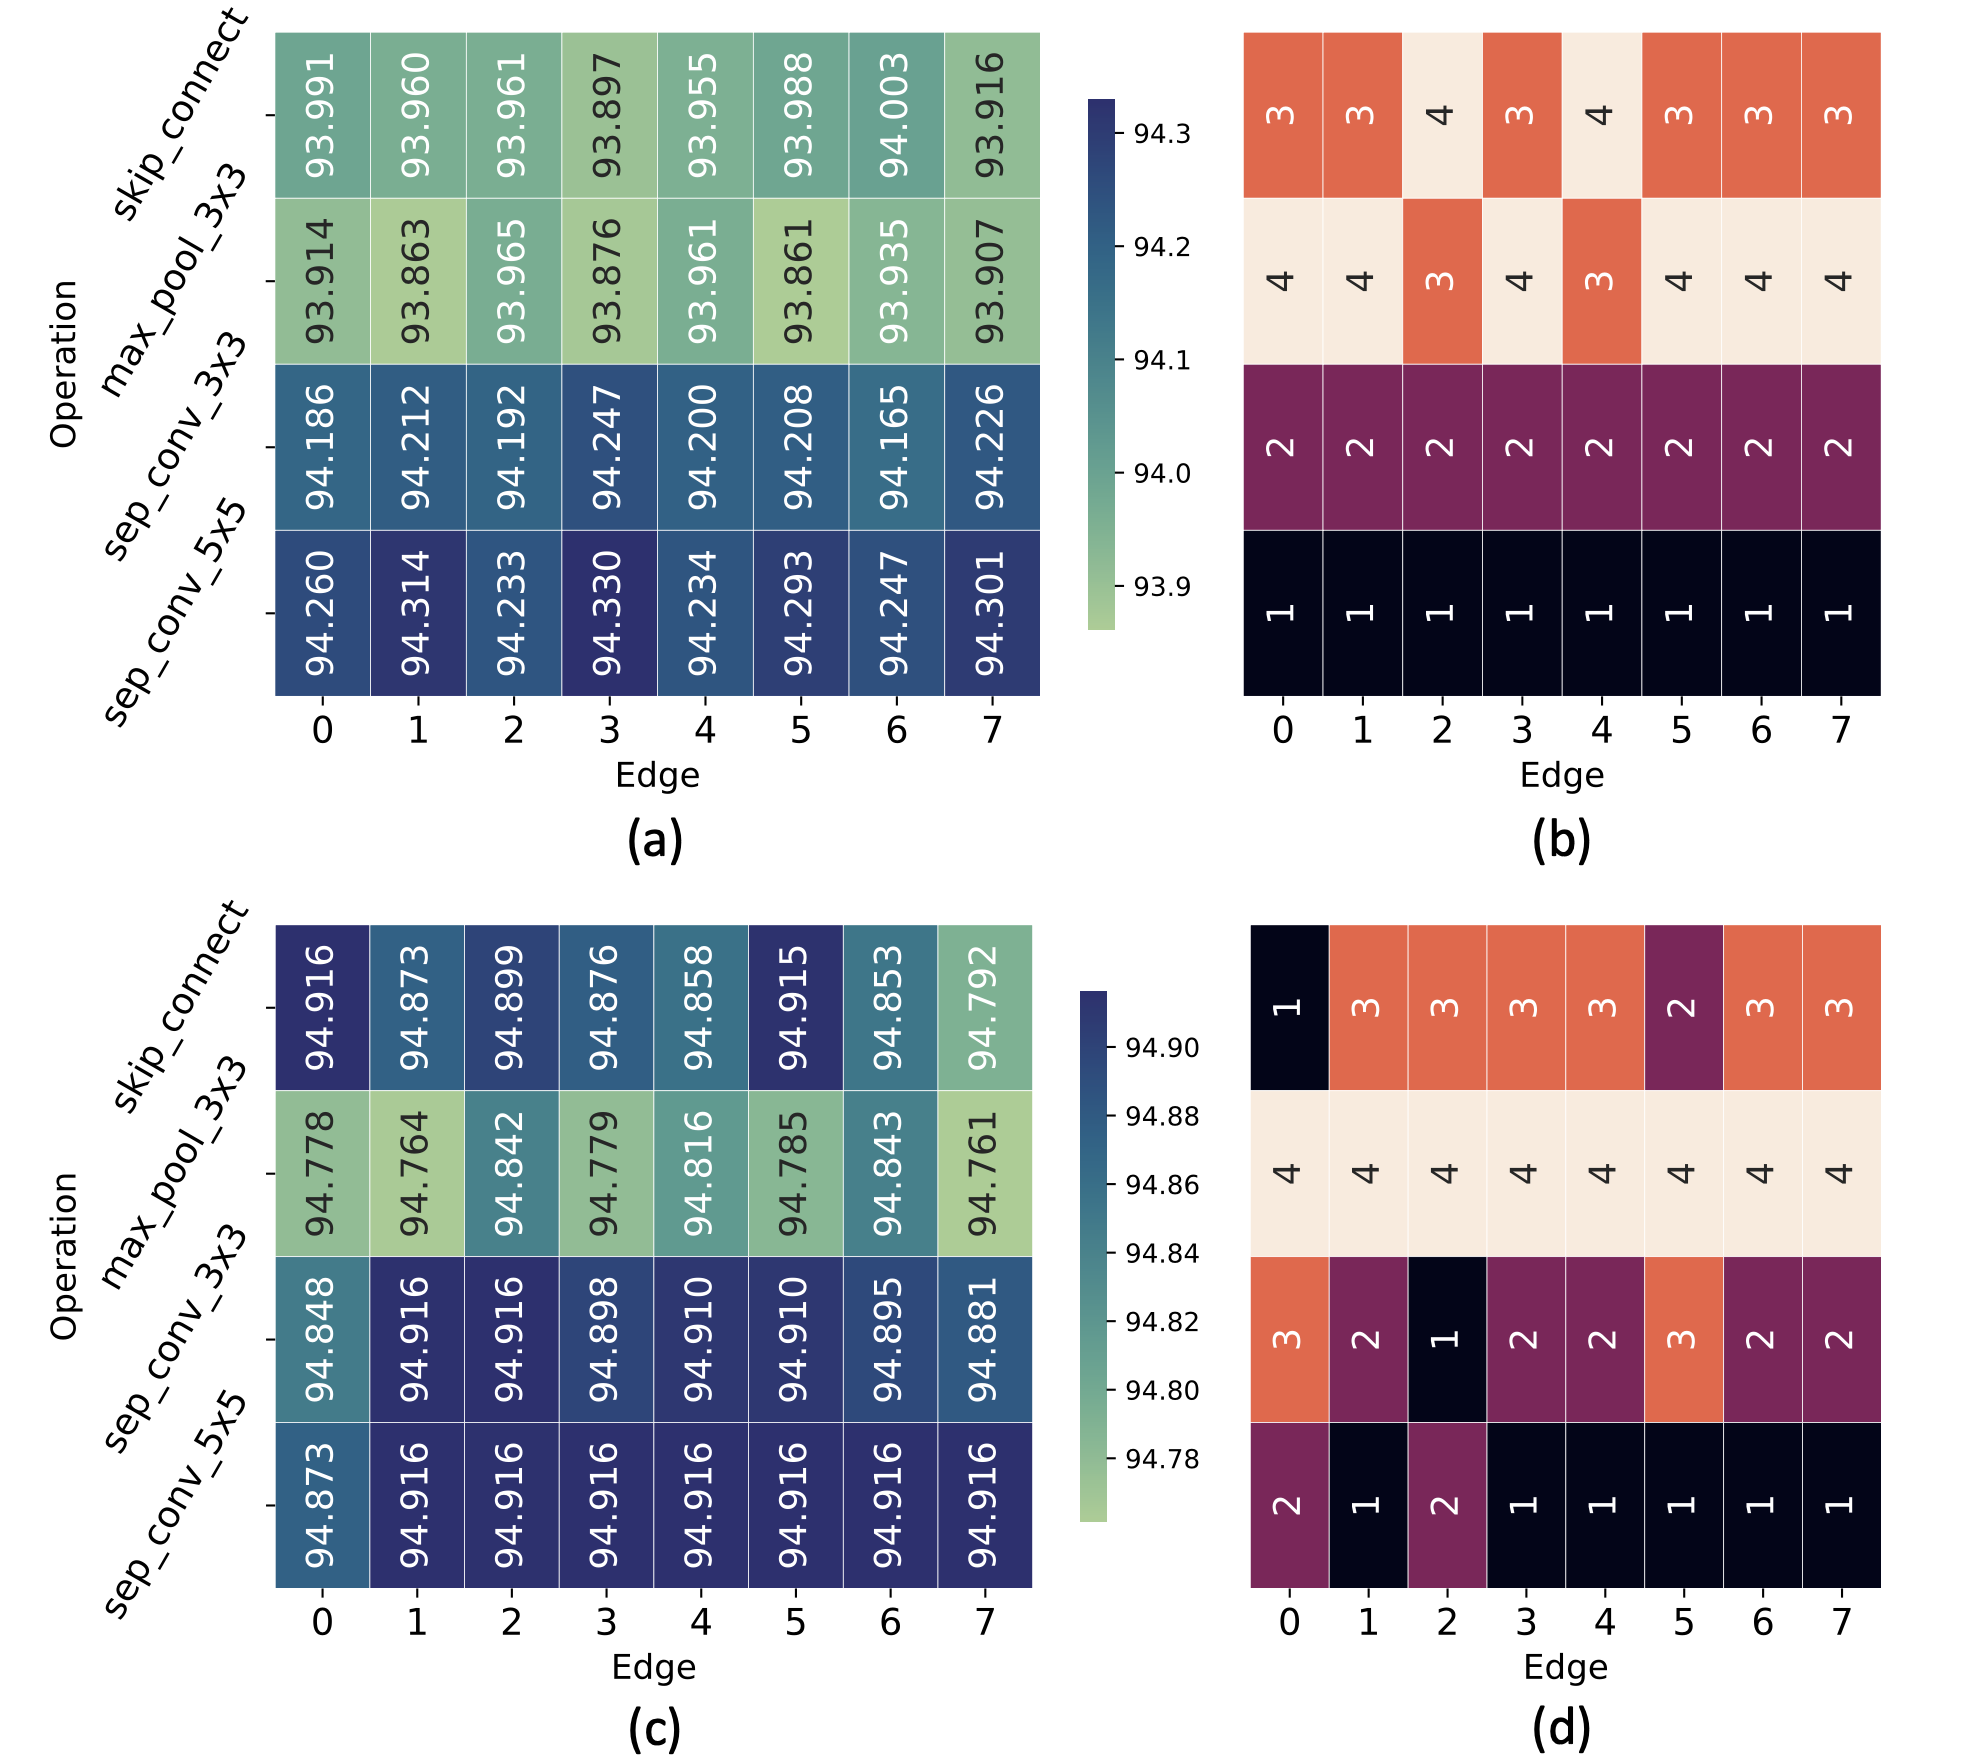 Operation
skip_connect
93.991 93.960 93.961 93.897 93.955 93.988 94.003 93.916
max_pool_3x3
93.914 93.863 93.965 93.876 93.961 93.861 93.935 93.907
sep_conv_3x3
94.186 94.212 94.192 94.247 94.200 94.208 94.165 94.226
sep_conv_5x5
94.260 94.314 94.233 94.330 94.234 94.293 94.247 94.301
0 1 2 3 4 5 6 7
Edge
(a)
94.3
94.2
94.1
94.0
93.9
3 3 4 3 4 3 3 3
4 4 3 4 3 4 4 4
2 2 2 2 2 2 2 2
1 1 1 1 1 1 1 1
0 1 2 3 4 5 6 7
Edge
(b)
Operation
skip_connect
94.916 94.873 94.899 94.876 94.858 94.915 94.853 94.792
max_pool_3x3
94.778 94.764 94.842 94.779 94.816 94.785 94.843 94.761
sep_conv_3x3
94.848 94.916 94.916 94.898 94.910 94.910 94.895 94.881
sep_conv_5x5
94.873 94.916 94.916 94.916 94.916 94.916 94.916 94.916
0 1 2 3 4 5 6 7
Edge
(c)
94.90
94.88
94.86
94.84
94.82
94.80
94.78
1 3 3 3 3 2 3 3
4 4 4 4 4 4 4 4
3 2 1 2 2 3 2 2
2 1 2 1 1 1 1 1
0 1 2 3 4 5 6 7
Edge
(d)